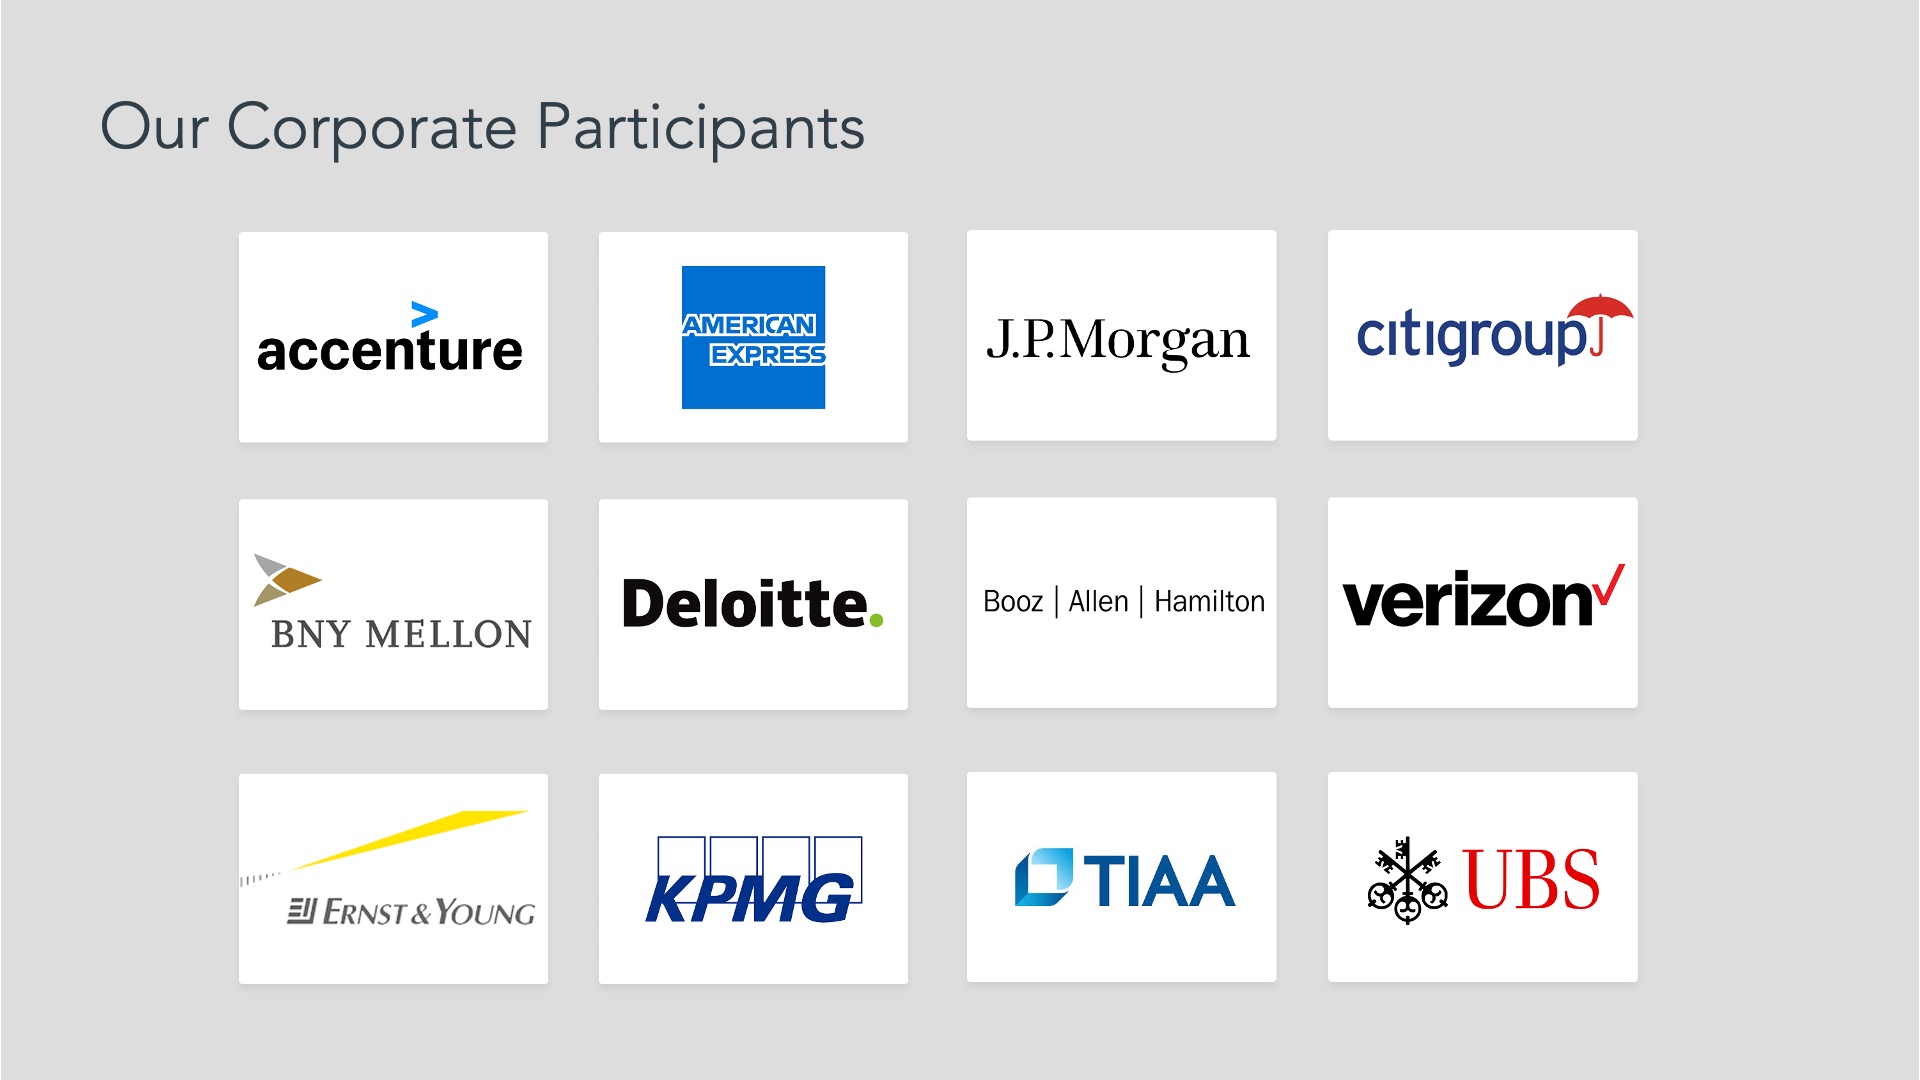 Our Corporate Participants
accenture
AMERICAN
EXPRESS
J.P.Morgan
citigroup
BNY MELLON
Deloitte.
Booz | Allen | Hamilton
verizon
ERNST & YOUNG
KPMG
TIAA
UBS